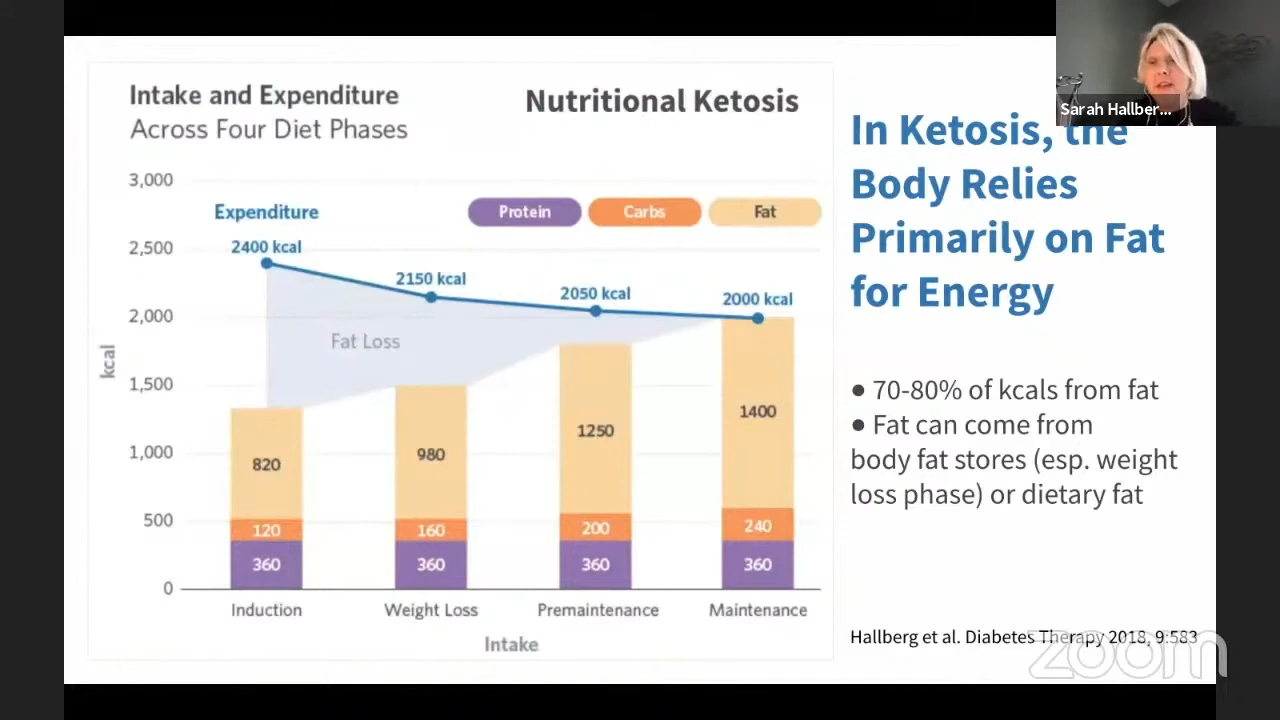 Intake and Expenditure
Across Four Diet Phases
Nutritional Ketosis
3,000
2,500
2,000
1,500
1,000
500
0
kcal
Expenditure
Protein
Carbs
Fat
2400 kcal
2150 kcal
2050 kcal
2000 kcal
Fat Loss
820
120
360
980
160
360
1250
200
360
1400
240
360
Induction
Weight Loss
Premaintenance
Maintenance
Intake
Sarah Hallber...
In Ketosis, the
Body Relies
Primarily on Fat
for Energy
● 70-80% of kcals from fat
● Fat can come from
body fat stores (esp. weight
loss phase) or dietary fat
Hallberg et al. Diabetes Therapy 2018, 9:583
zoom